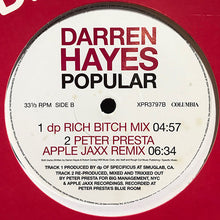 DARREN
HAYES
POPULAR
33⅓ RPM SIDE B
XPR3797B
COLUMBIA
1 dp RICH BITCH MIX 04:57
2 PETER PRESTA
APPLE JAXX REMIX 06:34
TRACK 1 PRODUCED BY dp OF SPECIFICUS AT SMUGLAB, CA.
TRACK 2 RE-PRODUCED, MIXED AND TRIXXED OUT BY
PETER PRESTA FOR BIG MANAGEMENT, NYC
& APPLE JAXX RECORDINGS. RECORDED AT
PETER PRESTA'S BLUE ROOM